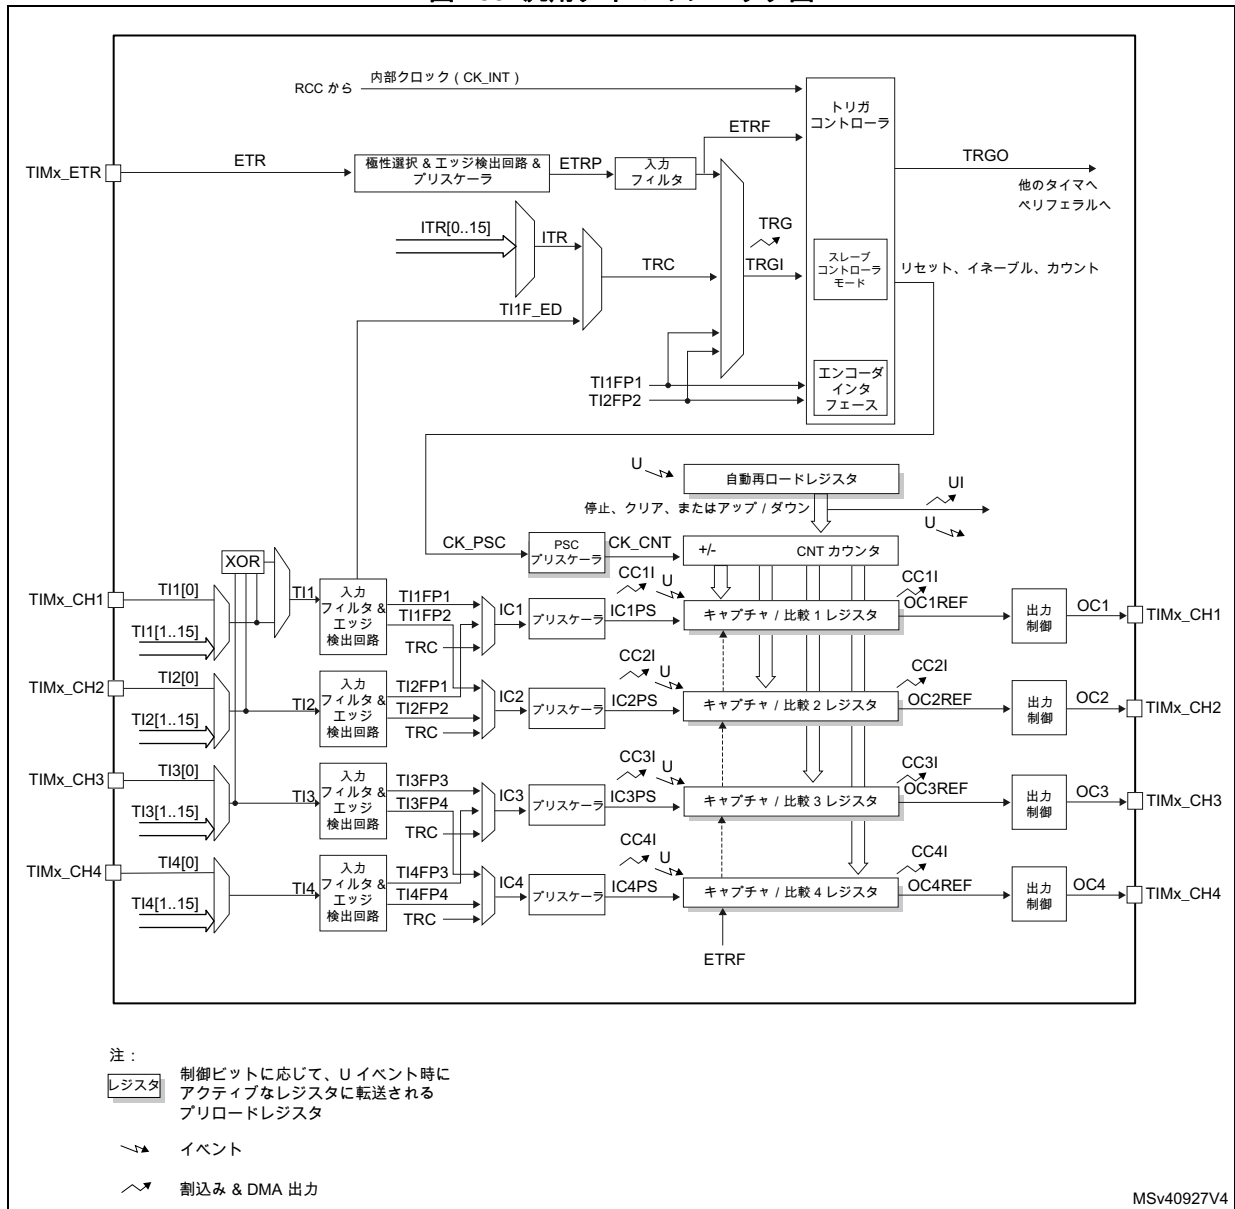 RCC から
内部クロック ( CK_INT )
トリガ
コントローラ
ETRF
TIMx_ETR
ETR
極性選択 & エッジ検出回路 &
プリスケーラ
ETRP
入力
フィルタ
TRGO
他のタイマへ
ペリフェラルへ
ITR[0..15]
ITR
TRG
TRC
TRGI
スレーブ
コントローラ
モード
リセット、イネーブル、カウント
TI1F_ED
TI1FP1
TI2FP2
エンコーダ
インタ
フェース
U
自動再ロードレジスタ
UI
停止、クリア、またはアップ / ダウン
U
CK_PSC
PSC
プリスケーラ
CK_CNT
+/-
CNT カウンタ
XOR
TIMx_CH1
TI1[0]
TI1[1..15]
TI1
入力
フィルタ &
エッジ
検出回路
TI1FP1
TI1FP2
TRC
IC1
プリスケーラ
IC1PS
CC1I
U
キャプチャ / 比較 1 レジスタ
CC1I
OC1REF
出力
制御
OC1
TIMx_CH1
TIMx_CH2
TI2[0]
TI2[1..15]
TI2
入力
フィルタ &
エッジ
検出回路
TI2FP1
TI2FP2
TRC
IC2
プリスケーラ
IC2PS
CC2I
U
キャプチャ / 比較 2 レジスタ
CC2I
OC2REF
出力
制御
OC2
TIMx_CH2
TIMx_CH3
TI3[0]
TI3[1..15]
TI3
入力
フィルタ &
エッジ
検出回路
TI3FP3
TI3FP4
TRC
IC3
プリスケーラ
IC3PS
CC3I
U
キャプチャ / 比較 3 レジスタ
CC3I
OC3REF
出力
制御
OC3
TIMx_CH3
TIMx_CH4
TI4[0]
TI4[1..15]
TI4
入力
フィルタ &
エッジ
検出回路
TI4FP3
TI4FP4
TRC
IC4
プリスケーラ
IC4PS
CC4I
U
キャプチャ / 比較 4 レジスタ
CC4I
OC4REF
出力
制御
OC4
TIMx_CH4
ETRF
注 :
レジスタ
制御ビットに応じて、U イベント時に
アクティブなレジスタに転送される
プリロードレジスタ
イベント
割込み & DMA 出力
MSv40927V4